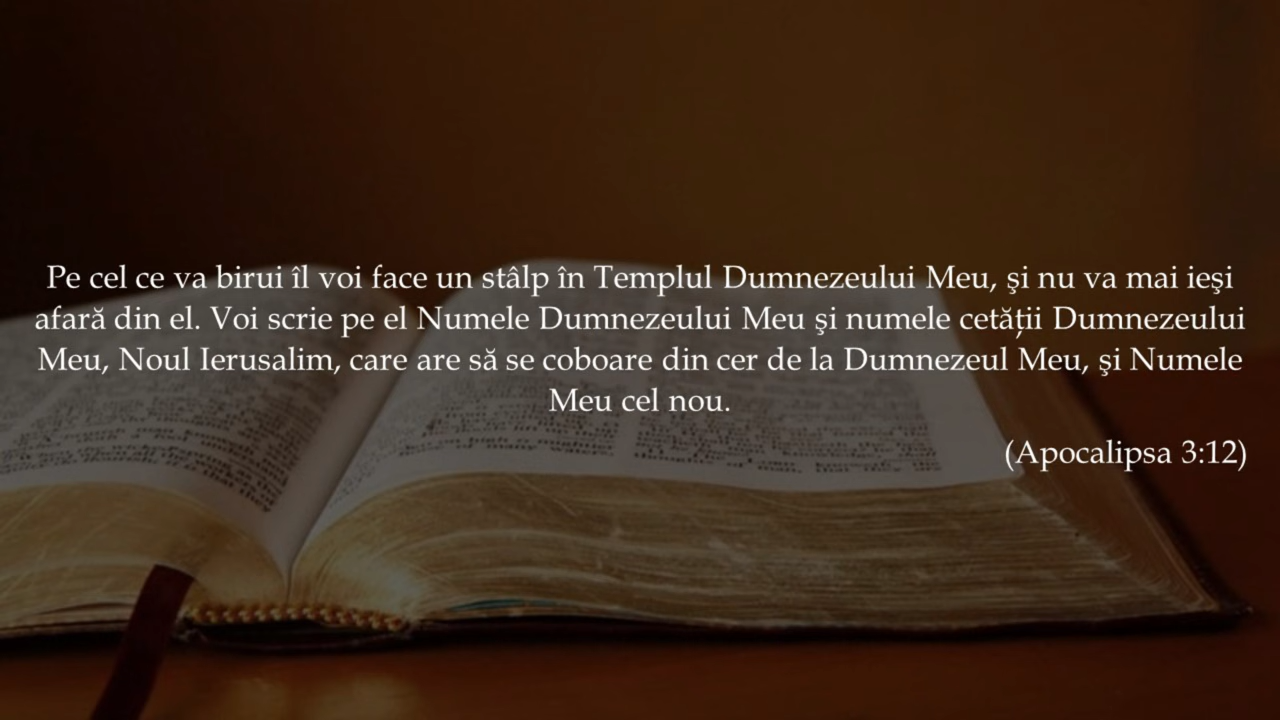 Pe cel ce va birui îl voi face un stâlp în Templul Dumnezeului Meu, şi nu va mai ieşi
afară din el. Voi scrie pe el Numele Dumnezeului Meu şi numele cetății Dumnezeului
Meu, Noul Ierusalim, care are să se coboare din cer de la Dumnezeul Meu, şi Numele
Meu cel nou.
(Apocalipsa 3:12)